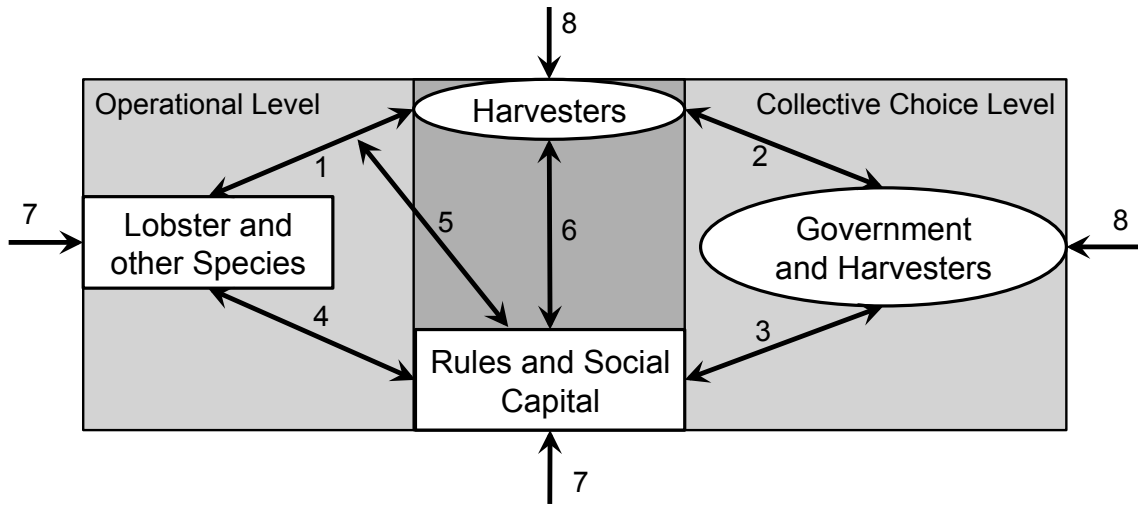 8
Operational Level
Harvesters
Collective Choice Level
1
2
7
Lobster and
other Species
5
6
Government
and Harvesters
8
4
3
Rules and Social
Capital
7